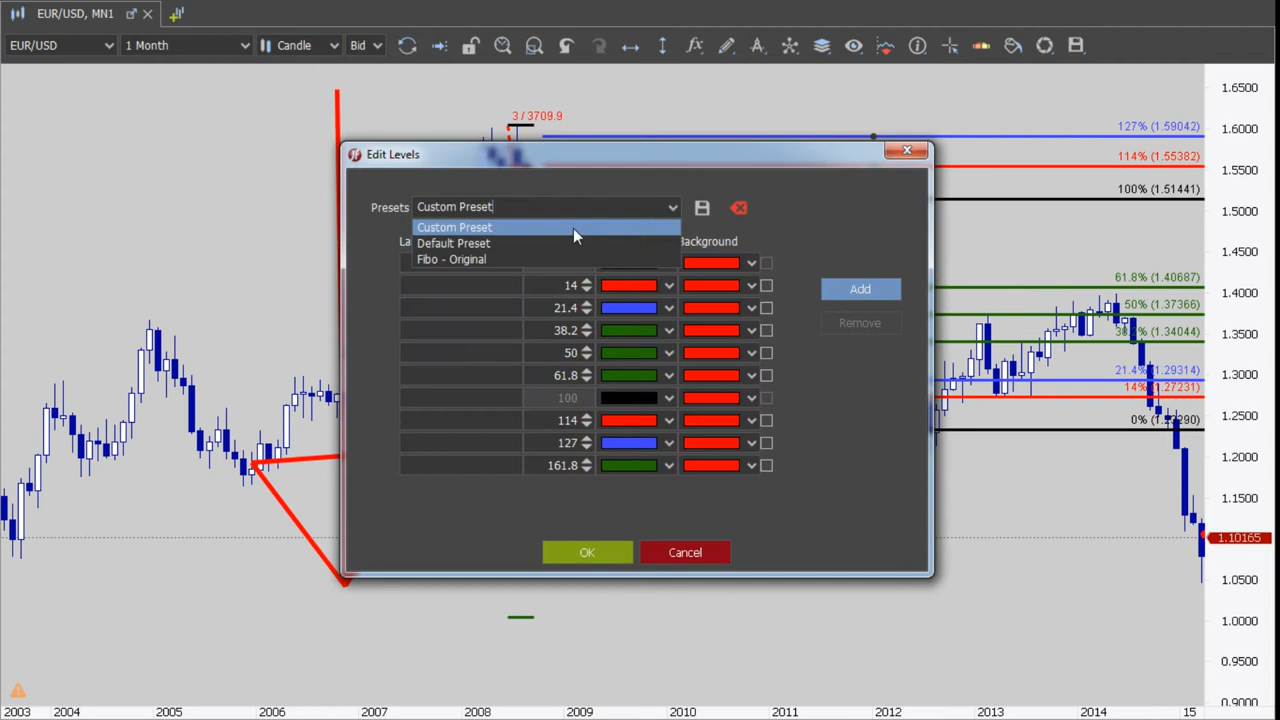 EUR/USD, MN1
EUR/USD 1 Month Candle Bid
3 / 3709.9
Edit Levels
Presets Custom Preset
Custom Preset
Default Preset
Fibo - Original
La Background
14
21.4
38.2
50
61.8
100
114
127
161.8
Add
Remove
OK Cancel
127% (1.59042)
114% (1.55382)
100% (1.51441)
61.8% (1.40687)
50% (1.37366)
38.2% (1.34044)
21.4% (1.29314)
14% (1.27231)
0% (1.23290)
1.6500
1.6000
1.5500
1.5000
1.4500
1.4000
1.3500
1.3000
1.2500
1.2000
1.1500
1.10165
1.0500
1.0000
0.9500
0.9000
2003 2004 2005 2006 2007 2008 2009 2010 2011 2012 2013 2014 15